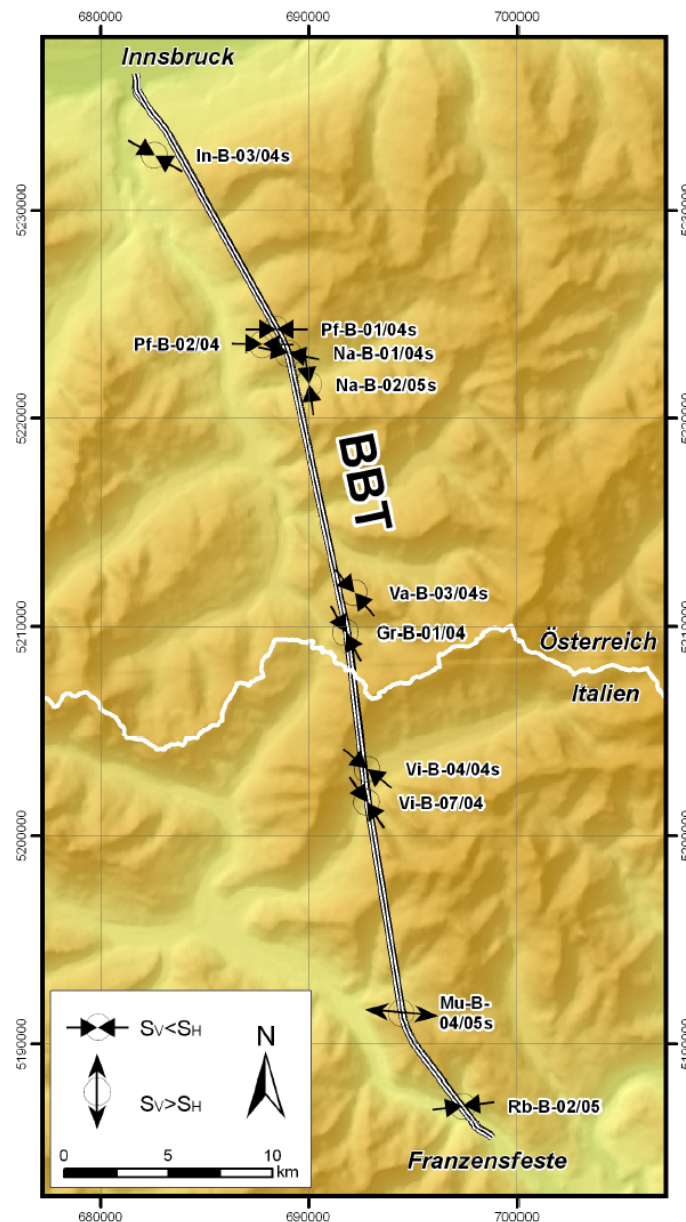 680000 690000 700000
Innsbruck
In-B-03/04s
5230000 5230000
Pf-B-01/04s
Pf-B-02/04
Na-B-01/04s
Na-B-02/05s
5220000 5220000
BBT
Va-B-03/04s
5210000 5210000
Gr-B-01/04
Österreich
Italien
Vi-B-04/04s
Vi-B-07/04
5200000 5200000
Mu-B-
04/05s
SV<SH
N
5190000 5190000
SV>SH
Rb-B-02/05
0 5 10
km
Franzensfeste
680000 690000 700000